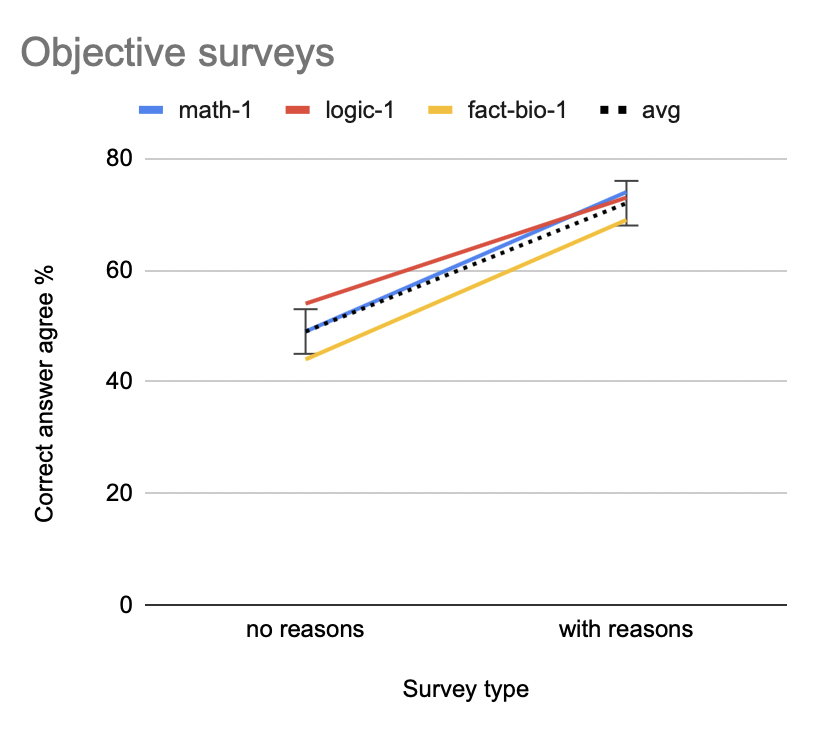 Objective surveys
math-1 logic-1 fact-bio-1 avg
80
60
40
20
0
Correct answer agree %
no reasons with reasons
Survey type